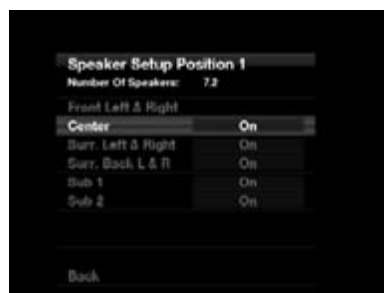 Speaker Setup Position 1
Number Of Speakers: 7.2
Front Left & Right
Center On
Surr. Left & Right On
Surr. Back L & R On
Sub 1 On
Sub 2 On
Back